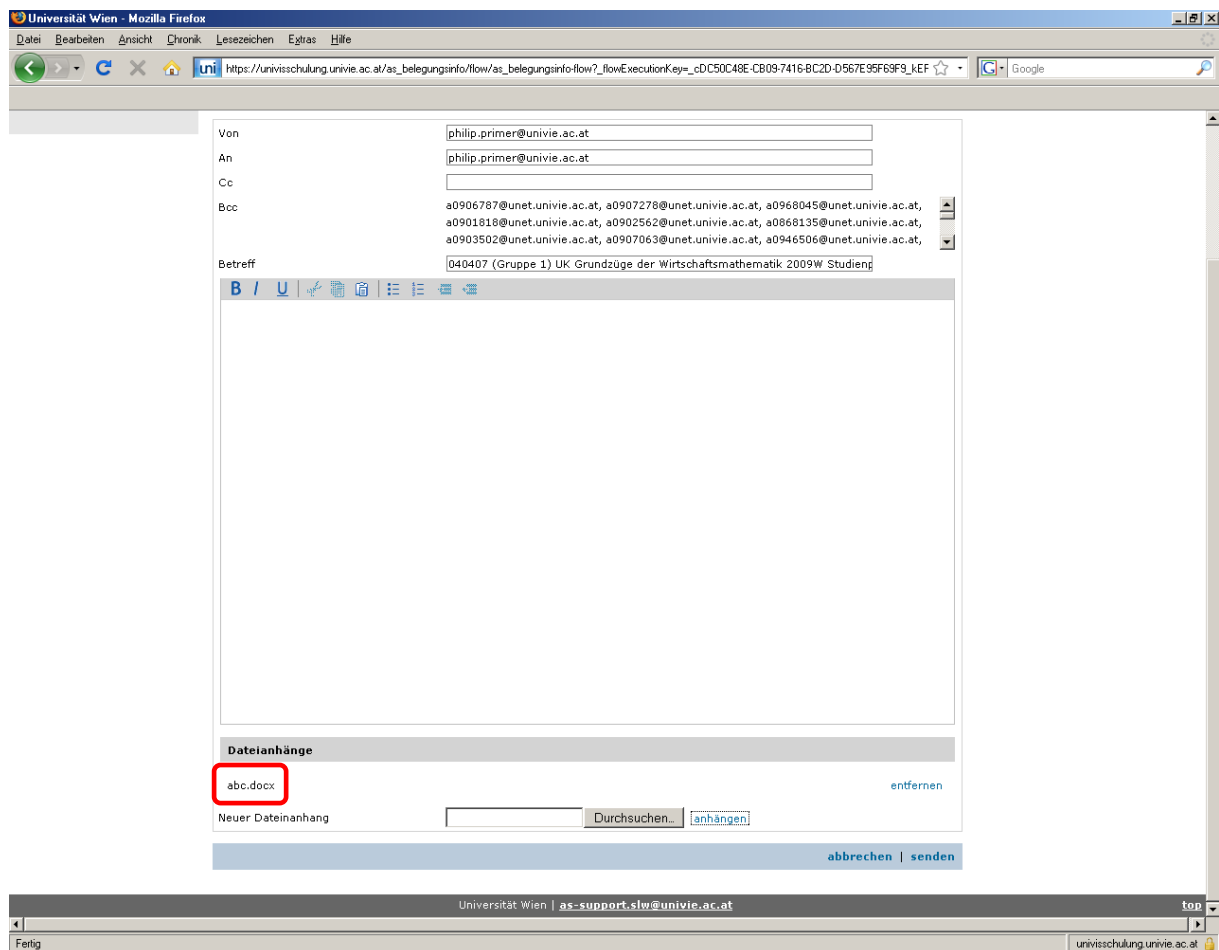 Universität Wien - Mozilla Firefox
Datei Bearbeiten Ansicht Chronik Lesezeichen Extras Hilfe
uni https://univisschulung.univie.ac.at/as_belegungsinfo/flow/as_belegungsinfo-flow?_flowExecutionKey=_cDC50C48E-CB09-7416-BC2D-D567E95F69F9_kEF G Google
Von philip.primer@univie.ac.at
An philip.primer@univie.ac.at
Cc
Bcc a0906787@unet.univie.ac.at, a0907278@unet.univie.ac.at, a0968045@unet.univie.ac.at,
a0901818@unet.univie.ac.at, a0902562@unet.univie.ac.at, a0868135@unet.univie.ac.at,
a0903502@unet.univie.ac.at, a0907063@unet.univie.ac.at, a0946506@unet.univie.ac.at,
Betreff 040407 (Gruppe 1) UK Grundzüge der Wirtschaftsmathematik 2009W Studienp
B I U
Dateianhänge
abc.docx entfernen
Neuer Dateinanhang Durchsuchen... anhängen
abbrechen | senden
Universität Wien | as-support.slw@univie.ac.at top
Fertig univisschulung.univie.ac.at